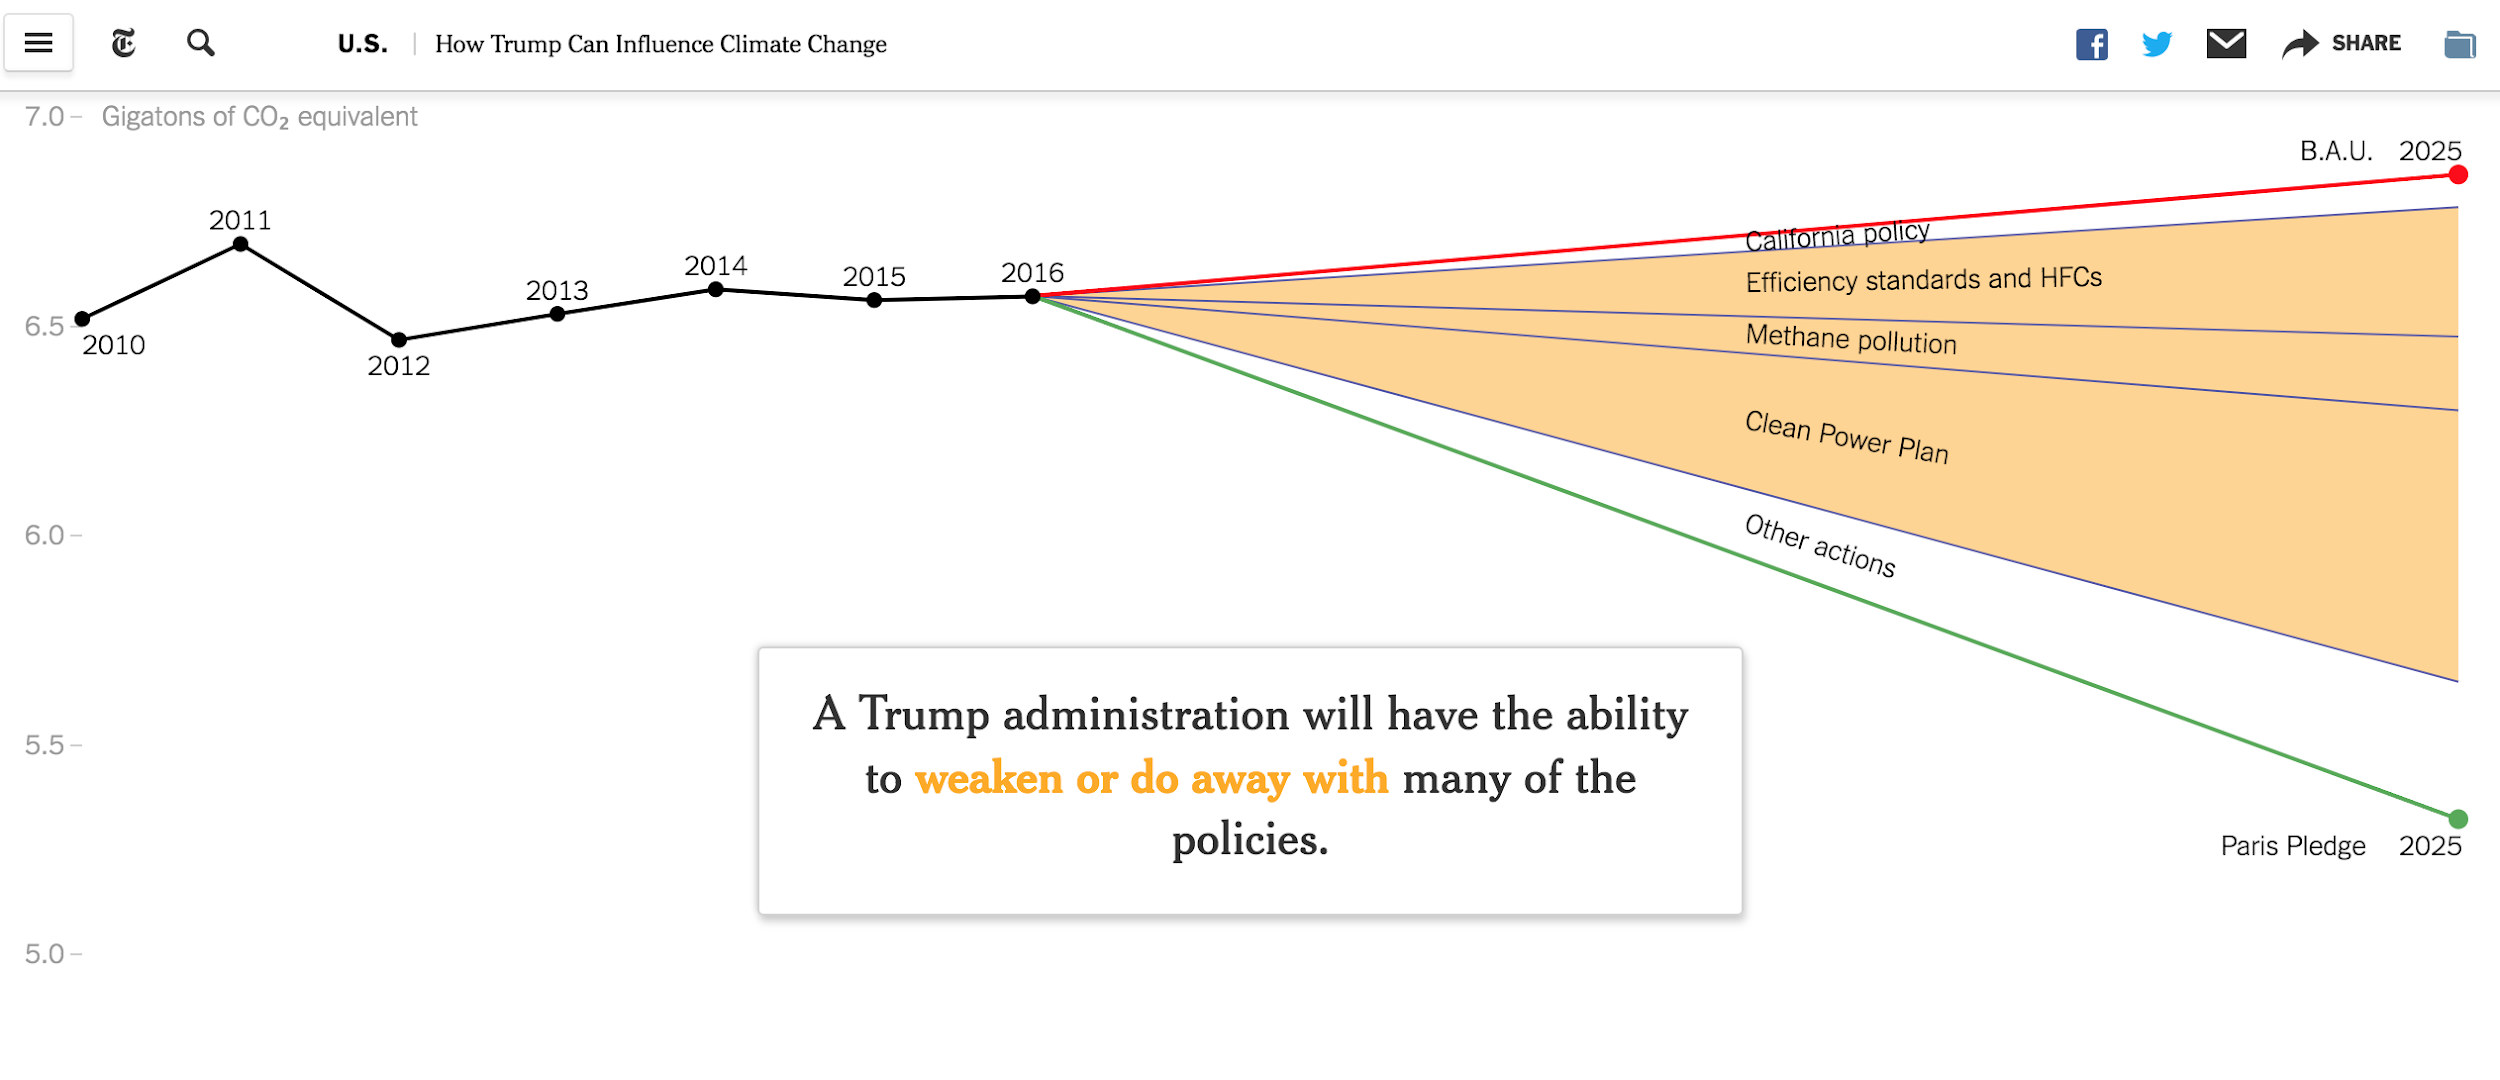 U.S. | How Trump Can Influence Climate Change
SHARE
7.0 Gigatons of CO₂ equivalent
B.A.U. 2025
2011
California policy
2014
2016
2015
Efficiency standards and HFCs
2013
6.5
2010
Methane pollution
2012
Clean Power Plan
6.0
Other actions
A Trump administration will have the ability
to weaken or do away with many of the
policies.
5.5
Paris Pledge 2025
5.0